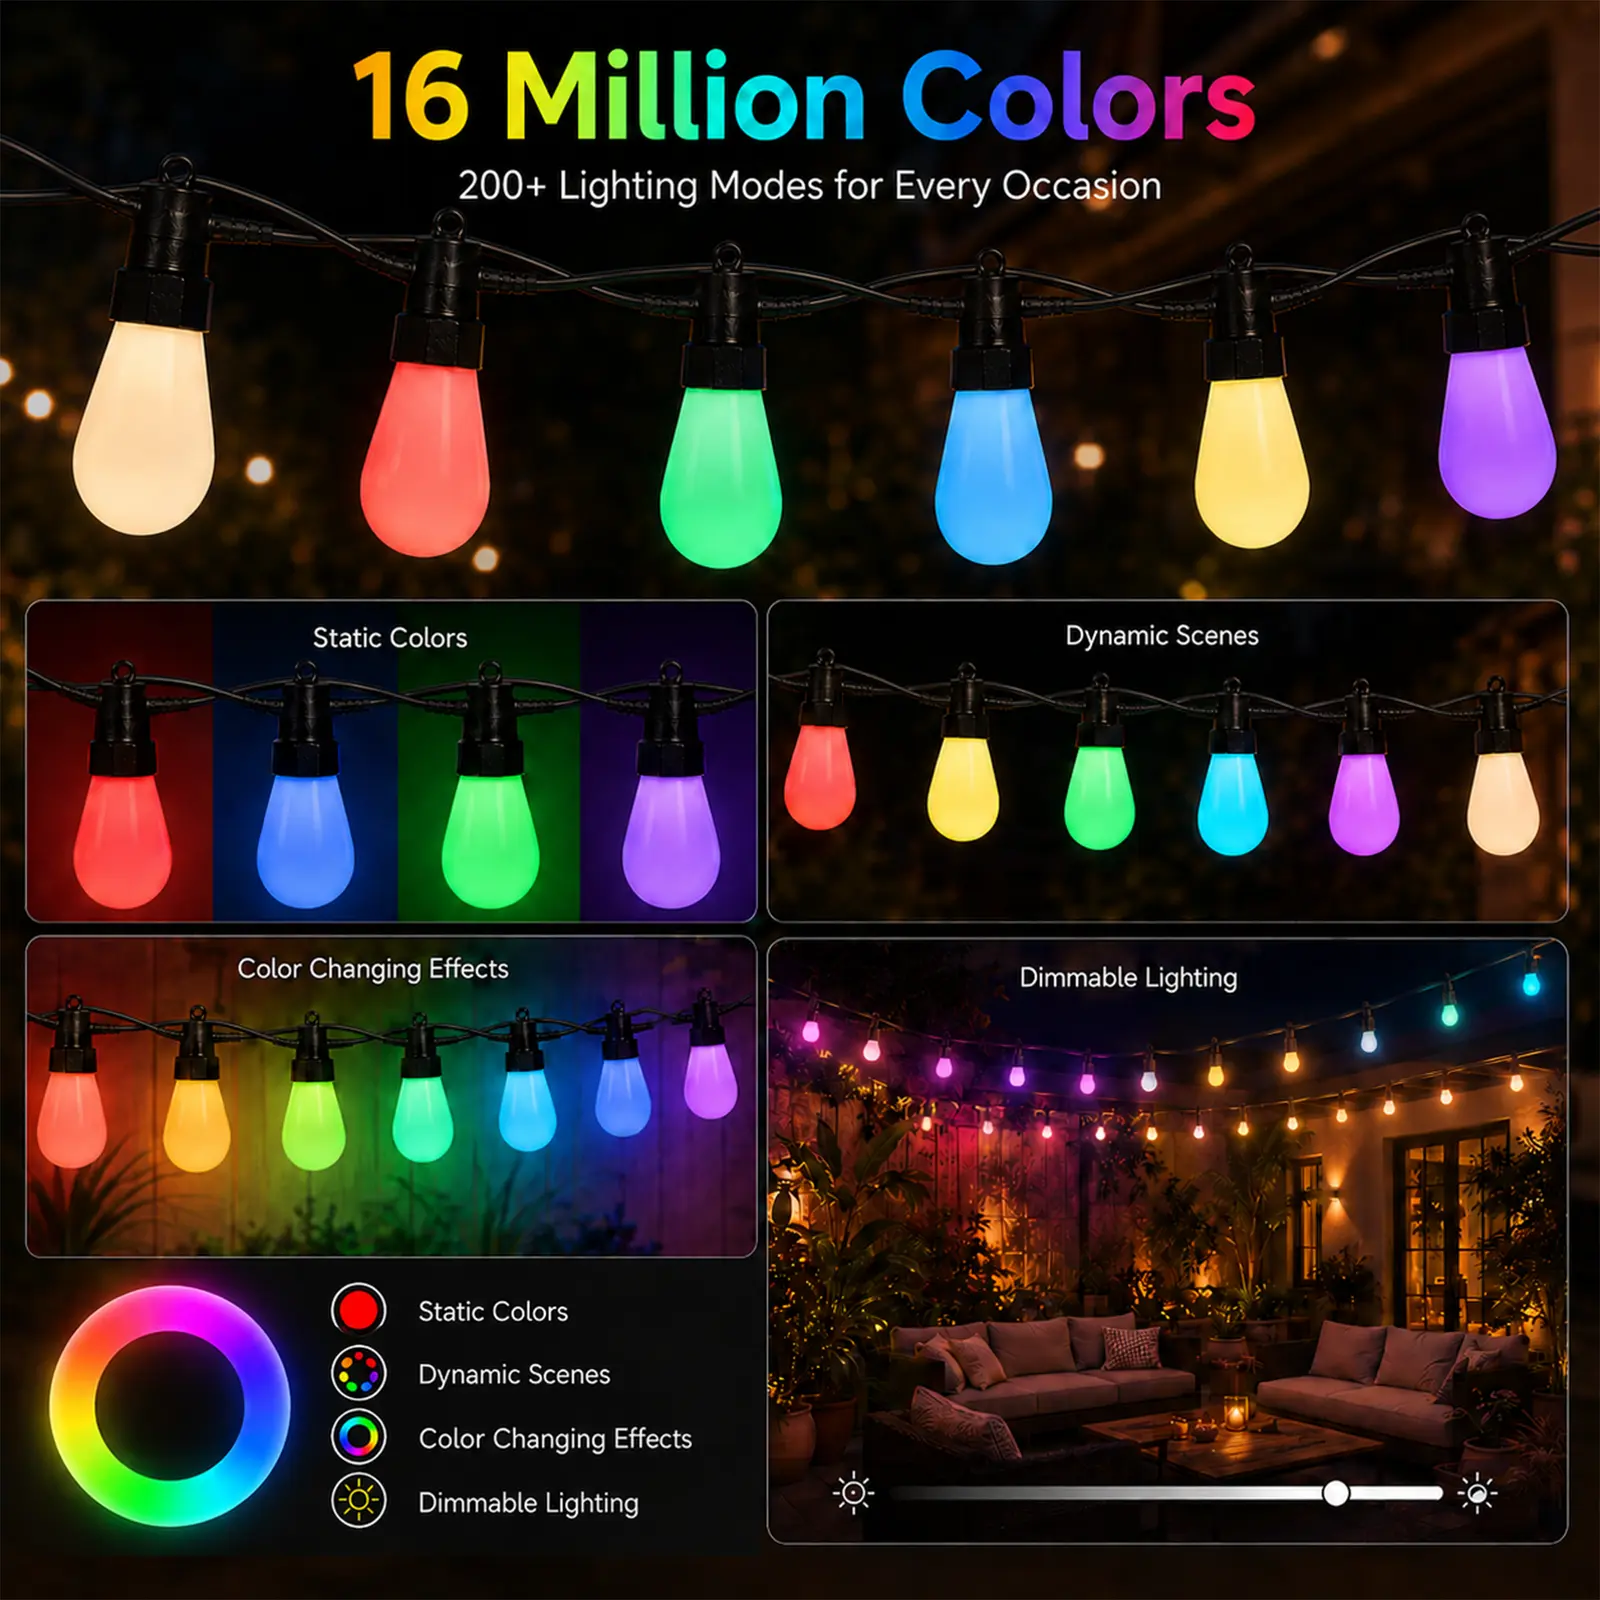 16 Million Colors
200+ Lighting Modes for Every Occasion
Static Colors
Dynamic Scenes
Color Changing Effects
Dimmable Lighting
Static Colors
Dynamic Scenes
Color Changing Effects
Dimmable Lighting